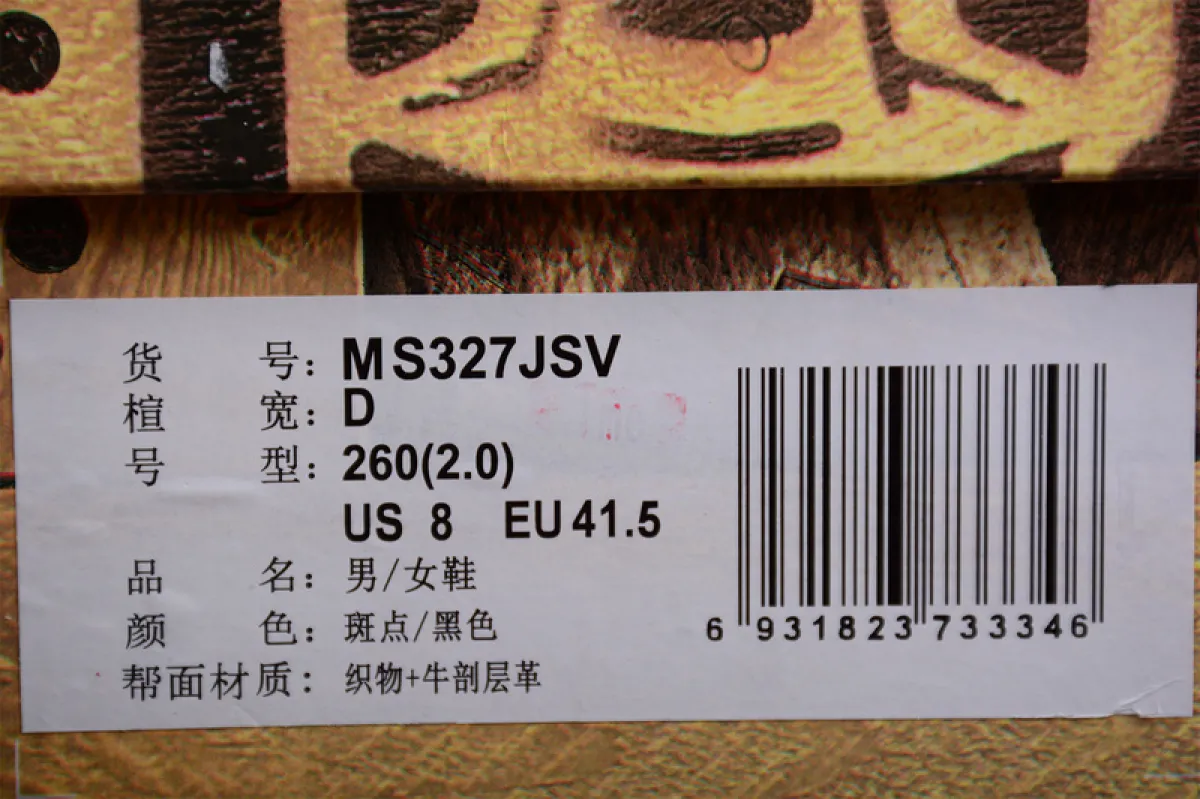 货 号：MS327JSV
楦 宽：D
号 型：260(2.0)
US 8 EU 41.5
品 名：男/女鞋
颜 色：斑点/黑色
帮面材质：织物+牛剖层革
6 931823 733346